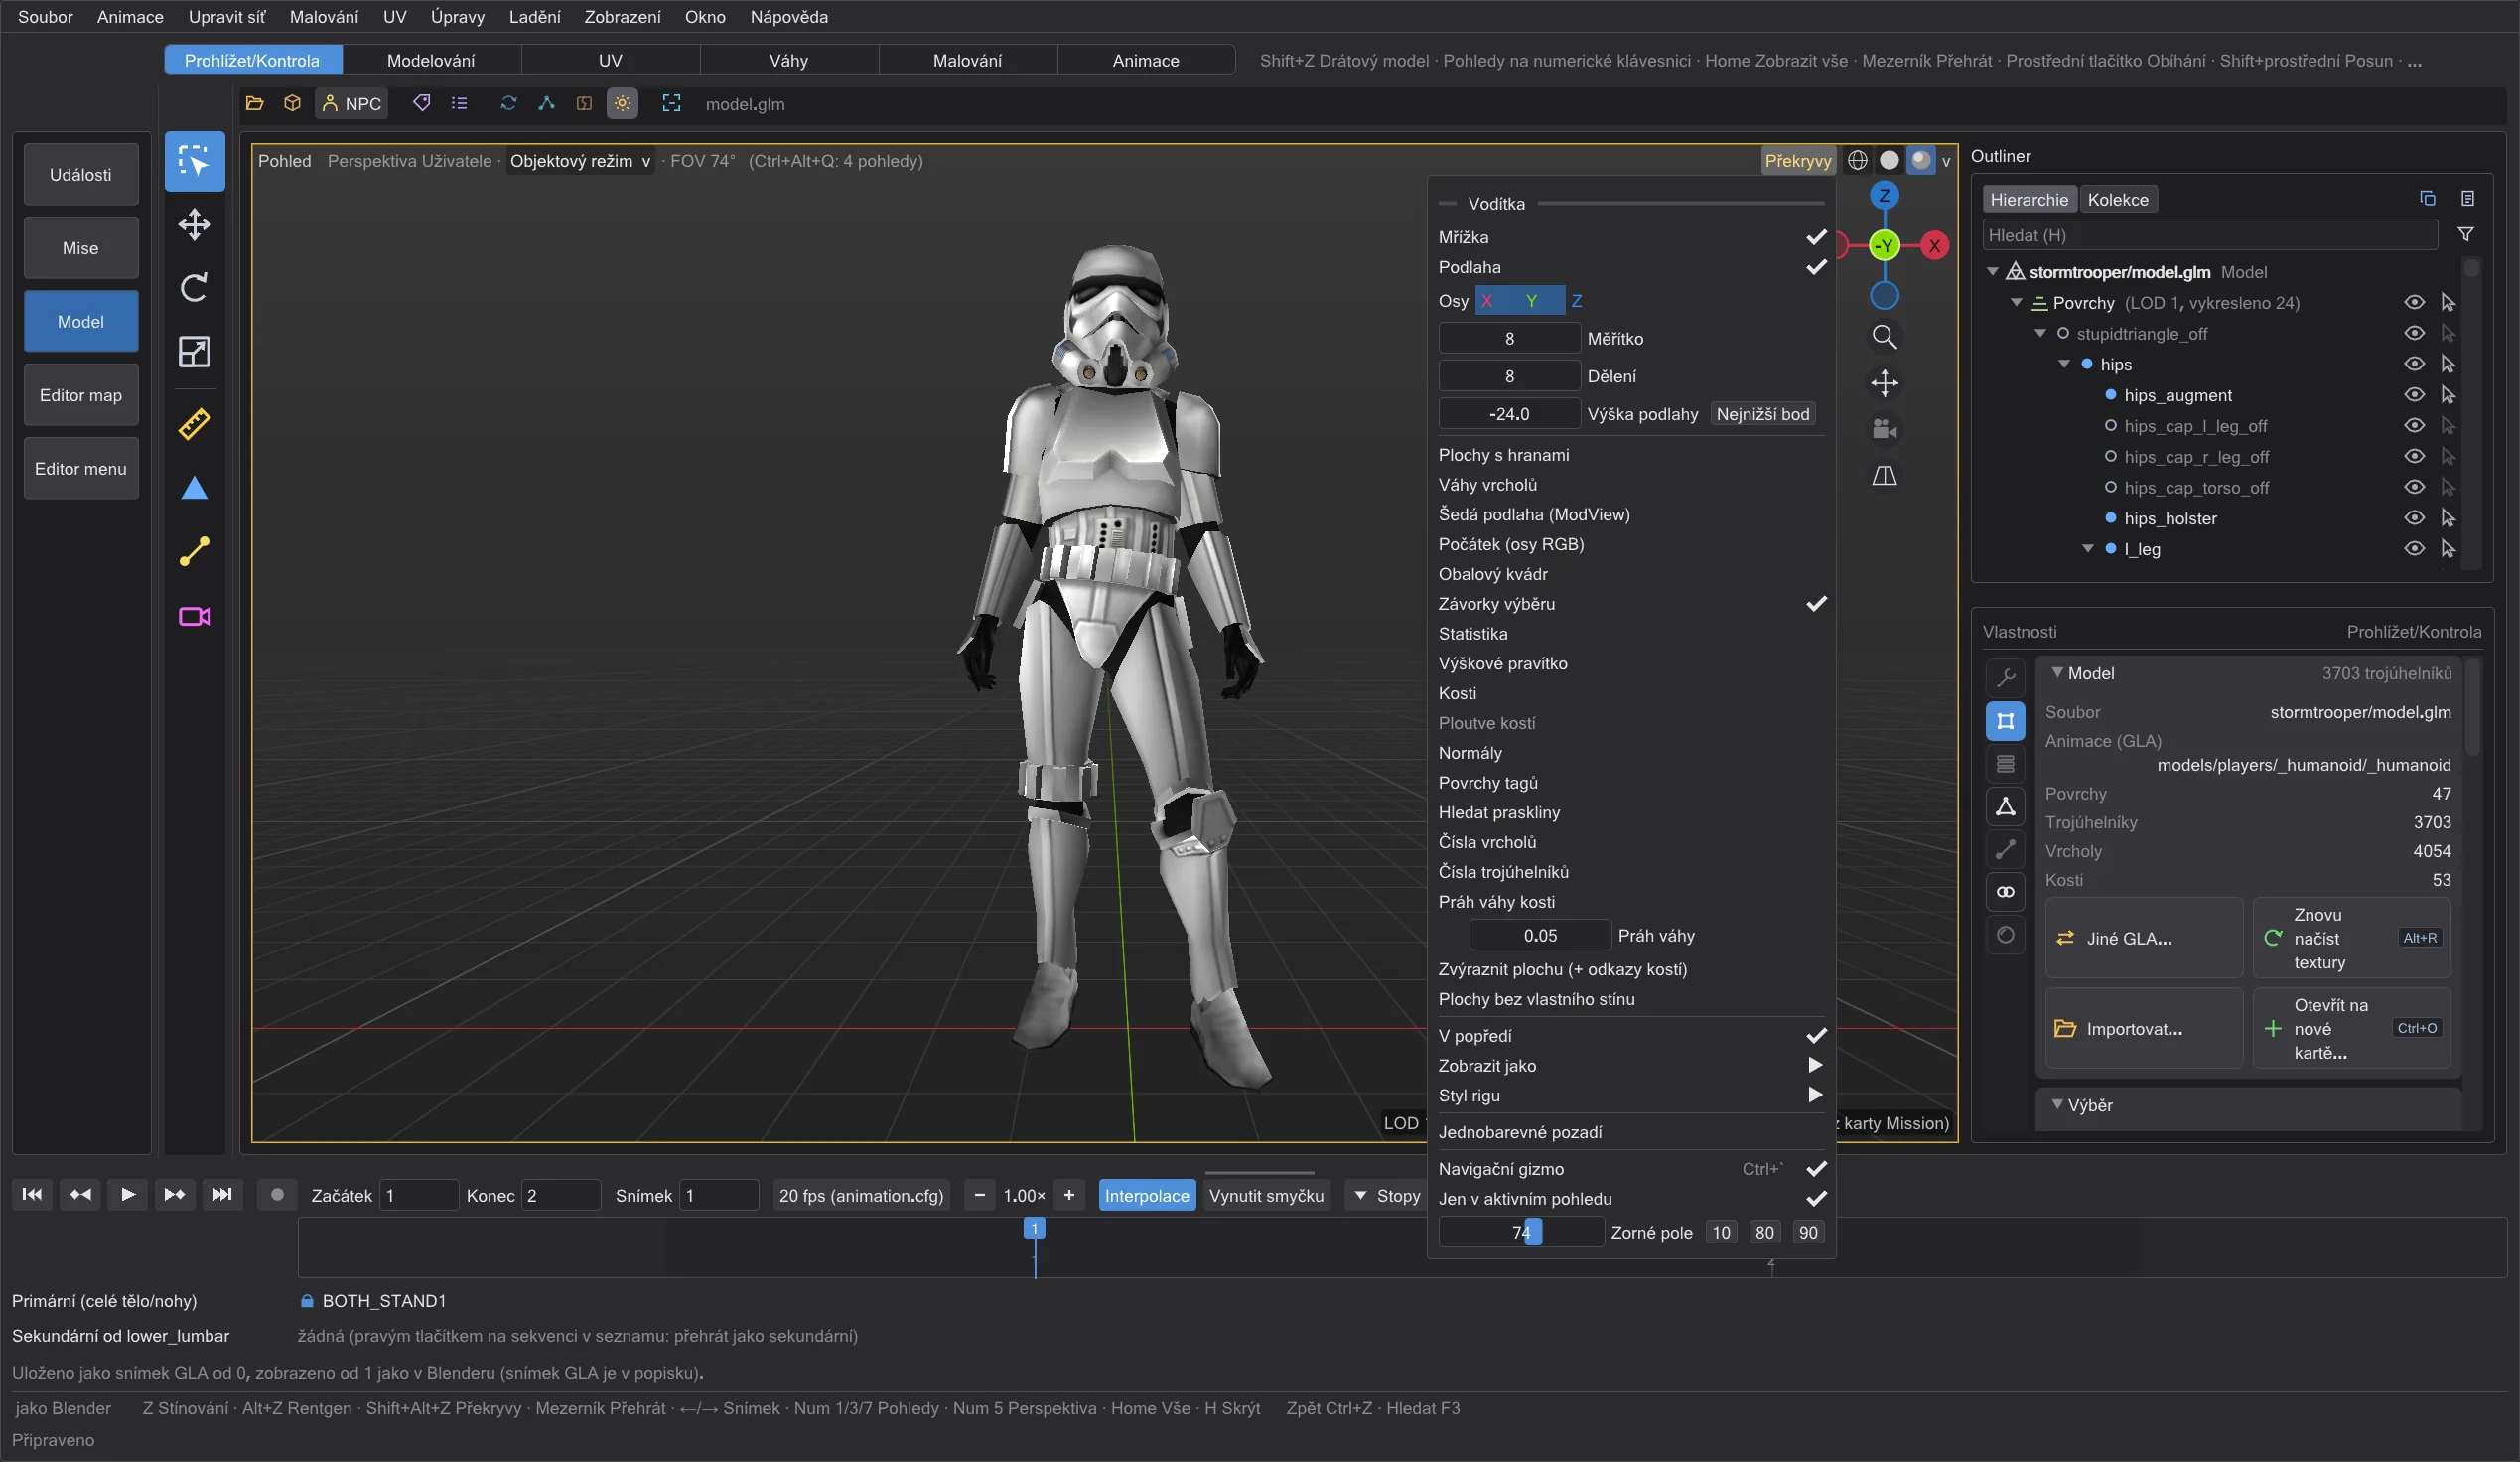 Soubor Animace Upravit síť Malování UV Úpravy Ladění Zobrazení Okno Nápověda
Prohlížet/Kontrola Modelování UV Váhy Malování Animace Shift+Z Drátový model · Pohledy na numerické klávesnici · Home Zobrazit vše · Mezerník Přehrát · Prostřední tlačítko Obíhání · Shift+prostřední Posun · ...
NPC model.glm
Události
Mise
Model
Editor map
Editor menu
Pohled Perspektiva Uživatele · Objektový režim v · FOV 74° (Ctrl+Alt+Q: 4 pohledy)
Překryvy v
Z
-Y
X
Vodítka
Mřížka
Podlaha
Osy X Y Z
8 Měřítko
8 Dělení
-24.0 Výška podlahy Nejnižší bod
Plochy s hranami
Váhy vrcholů
Šedá podlaha (ModView)
Počátek (osy RGB)
Obalový kvádr
Závorky výběru
Statistika
Výškové pravítko
Kosti
Ploutve kostí
Normály
Povrchy tagů
Hledat praskliny
Čísla vrcholů
Čísla trojúhelníků
Práh váhy kosti
0.05 Práh váhy
Zvýraznit plochu (+ odkazy kostí)
Plochy bez vlastního stínu
V popředí
Zobrazit jako
Styl rigu
Jednobarevné pozadí
Navigační gizmo Ctrl+`
Jen v aktivním pohledu
74 Zorné pole 10 80 90
LOD
karty Mission)
Outliner
Hierarchie Kolekce
Hledat (H)
stormtrooper/model.glm Model
Povrchy (LOD 1, vykresleno 24)
stupidtriangle_off
hips
hips_augment
hips_cap_l_leg_off
hips_cap_r_leg_off
hips_cap_torso_off
hips_holster
l_leg
Vlastnosti Prohlížet/Kontrola
Model 3703 trojúhelníků
Soubor stormtrooper/model.glm
Animace (GLA)
models/players/_humanoid/_humanoid
Povrchy 47
Trojúhelníky 3703
Vrcholy 4054
Kosti 53
Jiné GLA...
Znovu načíst textury Alt+R
Importovat...
Otevřít na nové kartě... Ctrl+O
Výběr
Začátek 1 Konec 2 Snímek 1 20 fps (animation.cfg) − 1.00× + Interpolace Vynutit smyčku Stopy
1
2
Primární (celé tělo/nohy) BOTH_STAND1
Sekundární od lower_lumbar žádná (pravým tlačítkem na sekvenci v seznamu: přehrát jako sekundární)
Uloženo jako snímek GLA od 0, zobrazeno od 1 jako v Blenderu (snímek GLA je v popisku).
jako Blender Z Stínování · Alt+Z Rentgen · Shift+Alt+Z Překryvy · Mezerník Přehrát · ←/→ Snímek · Num 1/3/7 Pohledy · Num 5 Perspektiva · Home Vše · H Skrýt Zpět Ctrl+Z · Hledat F3
Připraveno